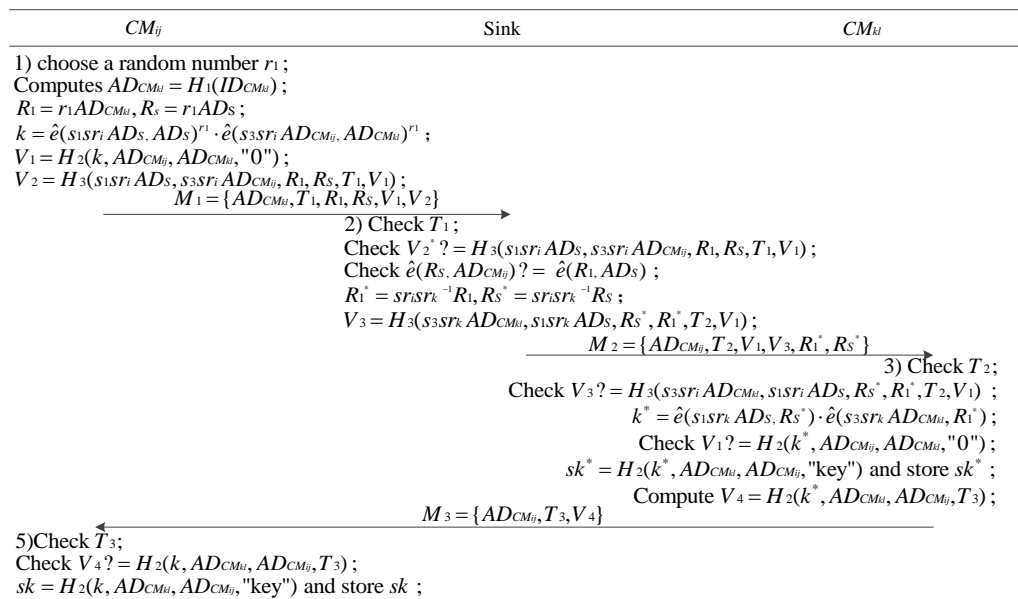 CMij Sink CMkl
1) choose a random number r1;
Computes ADCMkl = H1(IDCMkl);
R1 = r1ADCMkl, Rs = r1ADS;
k = ê(s1sri ADS, ADS)^r1 · ê(s3sri ADCMij, ADCMkl)^r1;
V1 = H2(k, ADCMij, ADCMkl, "0");
V2 = H3(s1sri ADS, s3sri ADCMij, R1, RS, T1, V1);
M1 = {ADCMkl, T1, R1, RS, V1, V2}
2) Check T1;
Check V2* ? = H3(s1sri ADS, s3sri ADCMij, R1, RS, T1, V1);
Check ê(RS, ADCMij) ? = ê(R1, ADS);
R1* = srisrk^-1R1, RS* = srisrk^-1RS;
V3 = H3(s3srk ADCMkl, s1srk ADS, RS*, R1*, T2, V1);
M2 = {ADCMij, T2, V1, V3, R1*, RS*}
3) Check T2;
Check V3 ? = H3(s3sri ADCMkl, s1sri ADS, RS*, R1*, T2, V1) ;
k* = ê(s1srk ADS, RS*) · ê(s3srk ADCMkl, R1*);
Check V1 ? = H2(k*, ADCMij, ADCMkl, "0");
sk* = H2(k*, ADCMkl, ADCMij, "key") and store sk*;
Compute V4 = H2(k*, ADCMkl, ADCMij, T3);
M3 = {ADCMij, T3, V4}
5)Check T3;
Check V4 ? = H2(k, ADCMkl, ADCMij, T3);
sk = H2(k, ADCMkl, ADCMij, "key") and store sk;